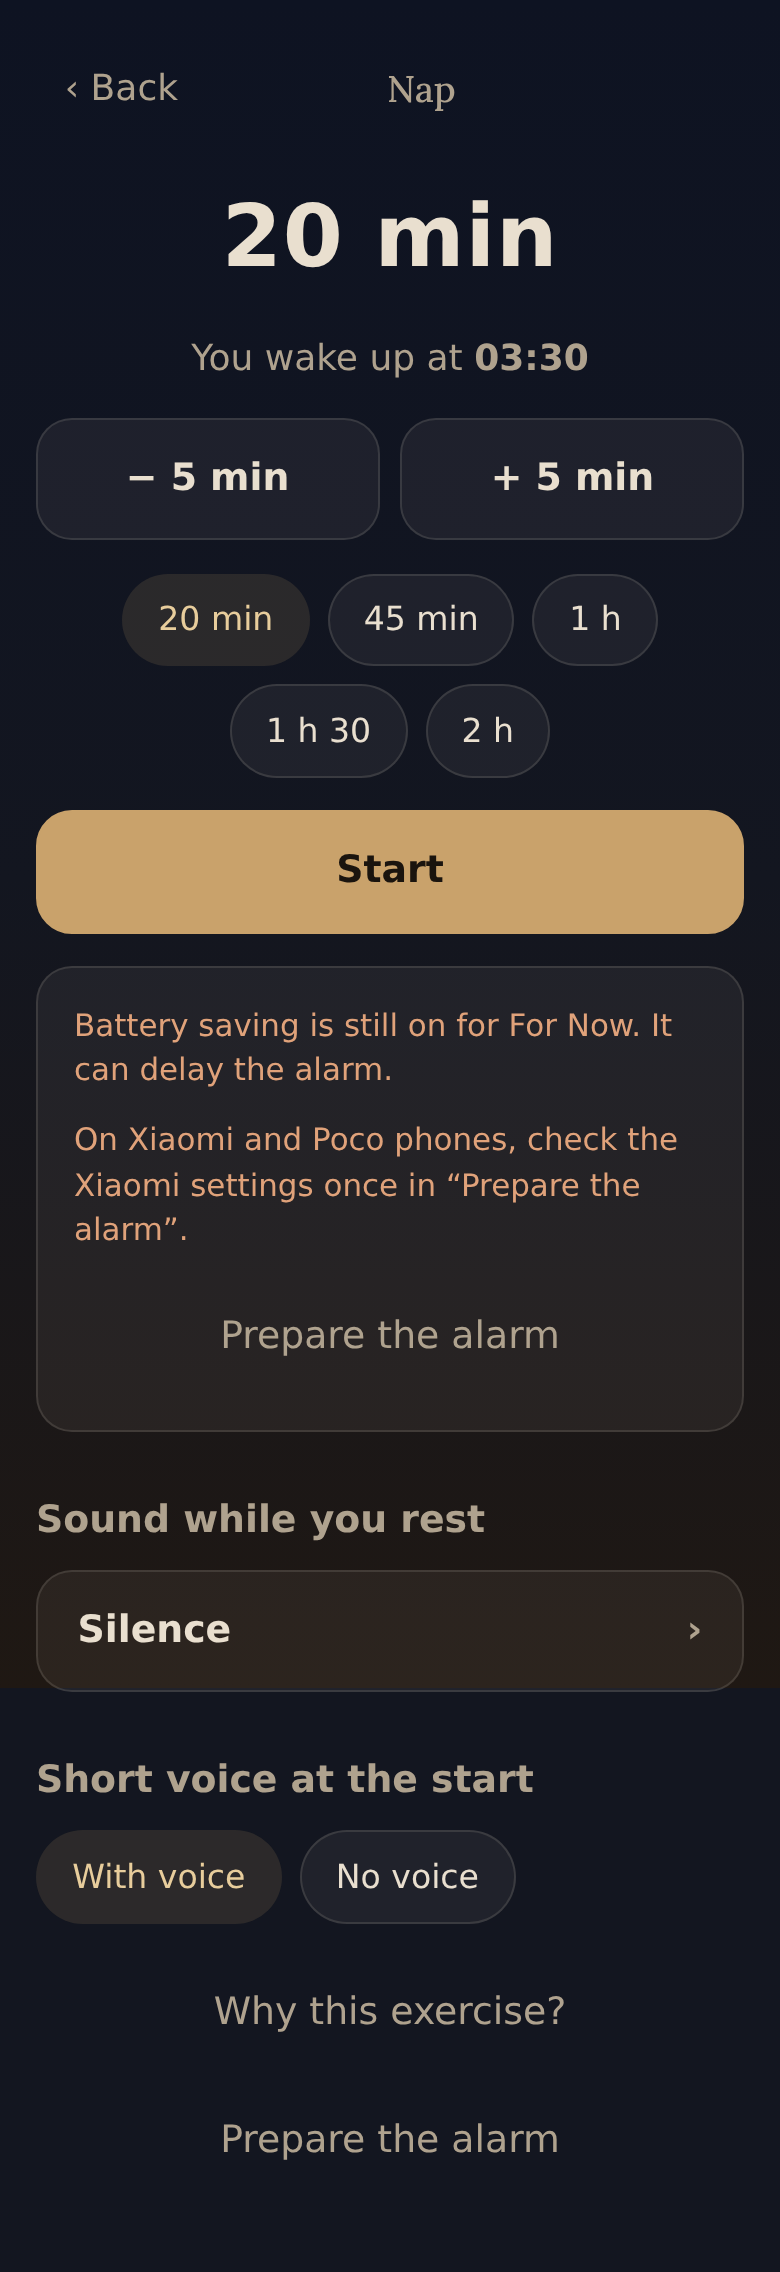 ‹ Back
Nap
20 min
You wake up at 03:30
− 5 min
+ 5 min
20 min
45 min
1 h
1 h 30
2 h
Start
Battery saving is still on for For Now. It
can delay the alarm.
On Xiaomi and Poco phones, check the
Xiaomi settings once in “Prepare the
alarm”.
Prepare the alarm
Sound while you rest
Silence ›
Short voice at the start
With voice
No voice
Why this exercise?
Prepare the alarm